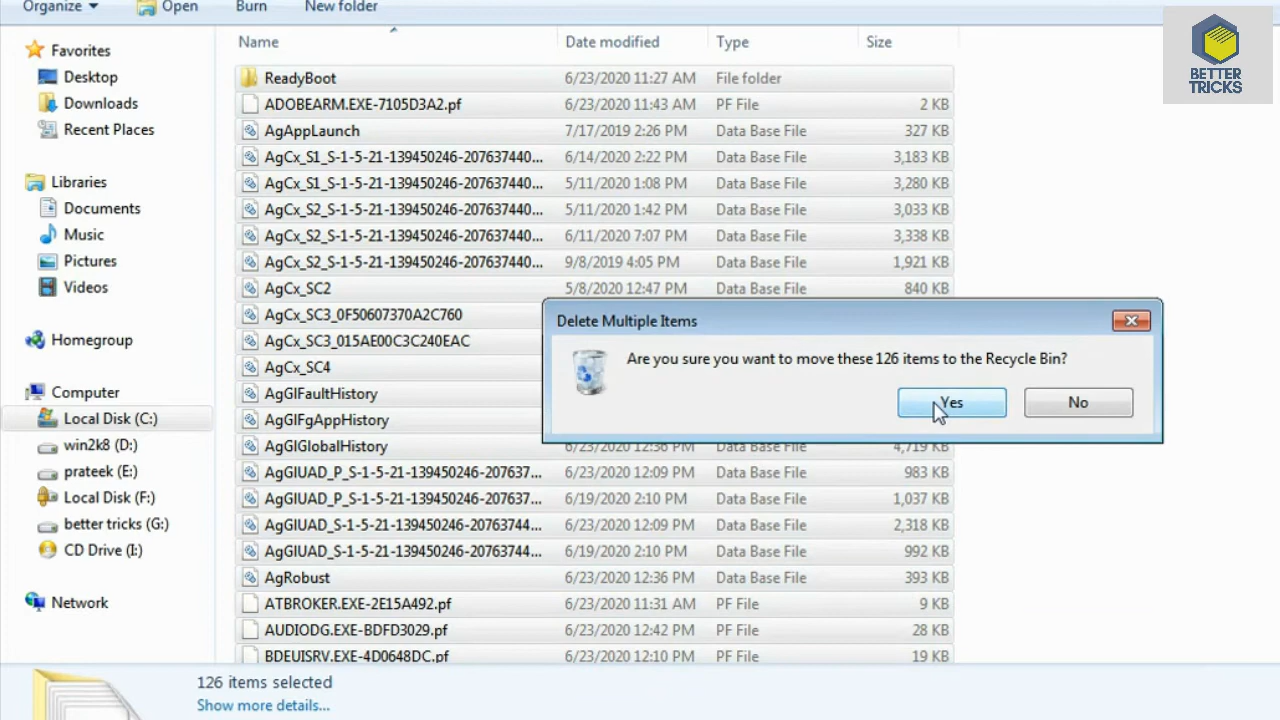 Organize Open Burn New folder
BETTER
TRICKS
Name Date modified Type Size
Favorites
Desktop
Downloads
Recent Places
Libraries
Documents
Music
Pictures
Videos
Homegroup
Computer
Local Disk (C:)
win2k8 (D:)
prateek (E:)
Local Disk (F:)
better tricks (G:)
CD Drive (I:)
Network
ReadyBoot 6/23/2020 11:27 AM File folder
ADOBEARM.EXE-7105D3A2.pf 6/23/2020 11:43 AM PF File 2 KB
AgAppLaunch 7/17/2019 2:26 PM Data Base File 327 KB
AgCx_S1_S-1-5-21-139450246-207637440... 6/14/2020 2:22 PM Data Base File 3,183 KB
AgCx_S1_S-1-5-21-139450246-207637440... 5/11/2020 1:08 PM Data Base File 3,280 KB
AgCx_S2_S-1-5-21-139450246-207637440... 5/11/2020 1:42 PM Data Base File 3,033 KB
AgCx_S2_S-1-5-21-139450246-207637440... 6/11/2020 7:07 PM Data Base File 3,338 KB
AgCx_S2_S-1-5-21-139450246-207637440... 9/8/2019 4:05 PM Data Base File 1,921 KB
AgCx_SC2 5/8/2020 12:47 PM Data Base File 840 KB
AgCx_SC3_0F50607370A2C760
AgCx_SC3_015AE00C3C240EAC
AgCx_SC4
AgGlFaultHistory
AgGlFgAppHistory
AgGlGlobalHistory 6/23/2020 12:36 PM Data Base File 4,719 KB
AgGlUAD_P_S-1-5-21-139450246-207637... 6/23/2020 12:09 PM Data Base File 983 KB
AgGlUAD_P_S-1-5-21-139450246-207637... 6/19/2020 2:10 PM Data Base File 1,037 KB
AgGlUAD_S-1-5-21-139450246-20763744... 6/23/2020 12:09 PM Data Base File 2,318 KB
AgGlUAD_S-1-5-21-139450246-20763744... 6/19/2020 2:10 PM Data Base File 992 KB
AgRobust 6/23/2020 12:36 PM Data Base File 393 KB
ATBROKER.EXE-2E15A492.pf 6/23/2020 11:31 AM PF File 9 KB
AUDIODG.EXE-BDFD3029.pf 6/23/2020 12:42 PM PF File 28 KB
BDEUISRV.EXE-4D0648DC.pf 6/23/2020 12:10 PM PF File 19 KB
Delete Multiple Items
Are you sure you want to move these 126 items to the Recycle Bin?
Yes No
126 items selected
Show more details...